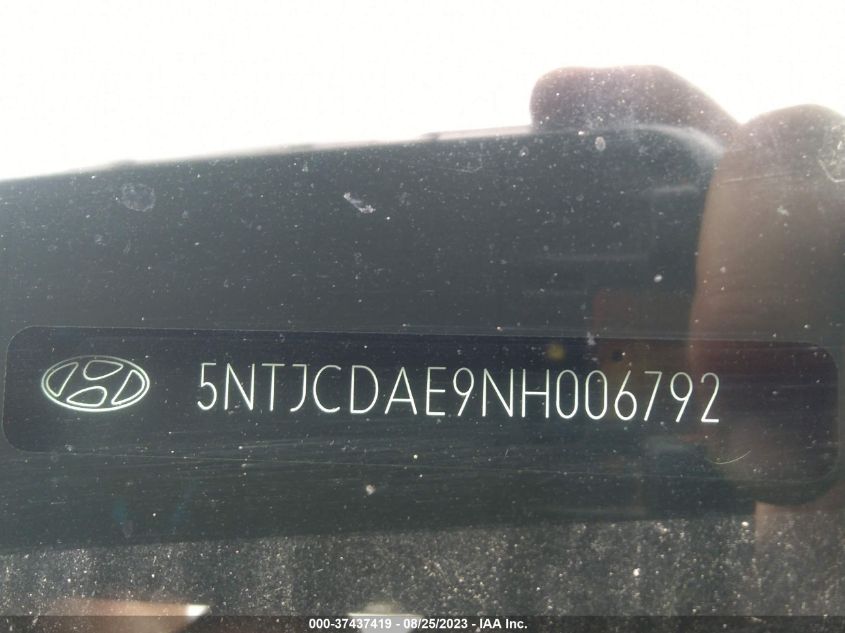 5NTJCDAE9NH006792
000-37437419 - 08/25/2023 - IAA Inc.